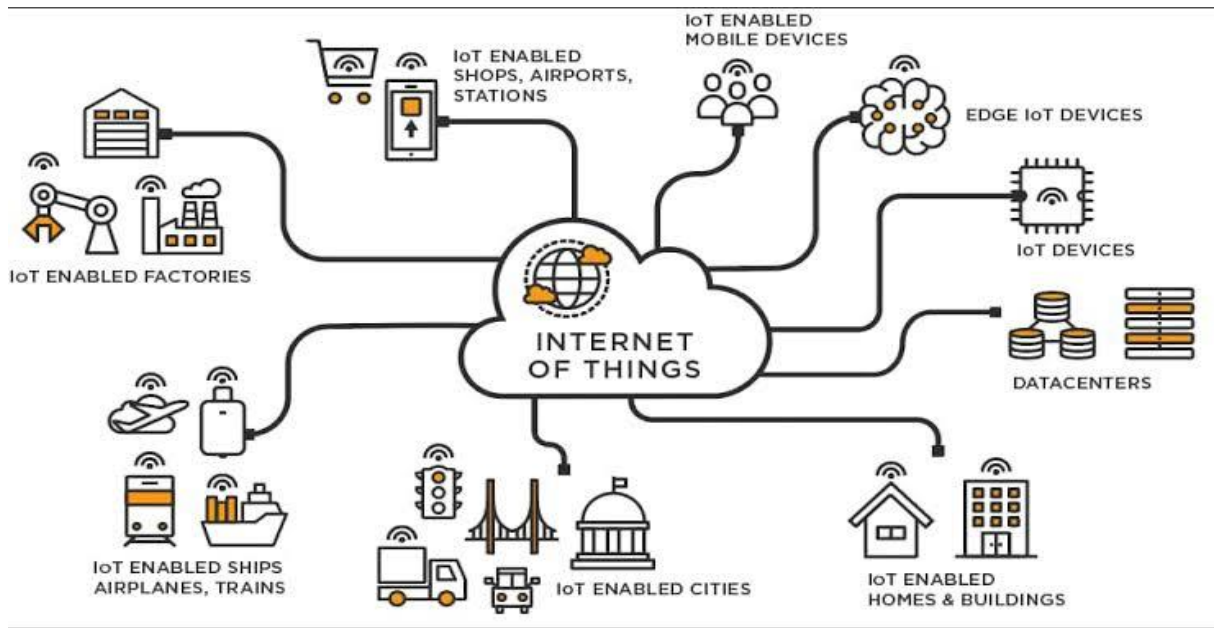 IoT ENABLED
SHOPS, AIRPORTS,
STATIONS
IoT ENABLED
MOBILE DEVICES
EDGE IoT DEVICES
IoT DEVICES
IoT ENABLED FACTORIES
INTERNET
OF THINGS
DATACENTERS
IoT ENABLED SHIPS
AIRPLANES, TRAINS
IoT ENABLED CITIES
IoT ENABLED
HOMES & BUILDINGS